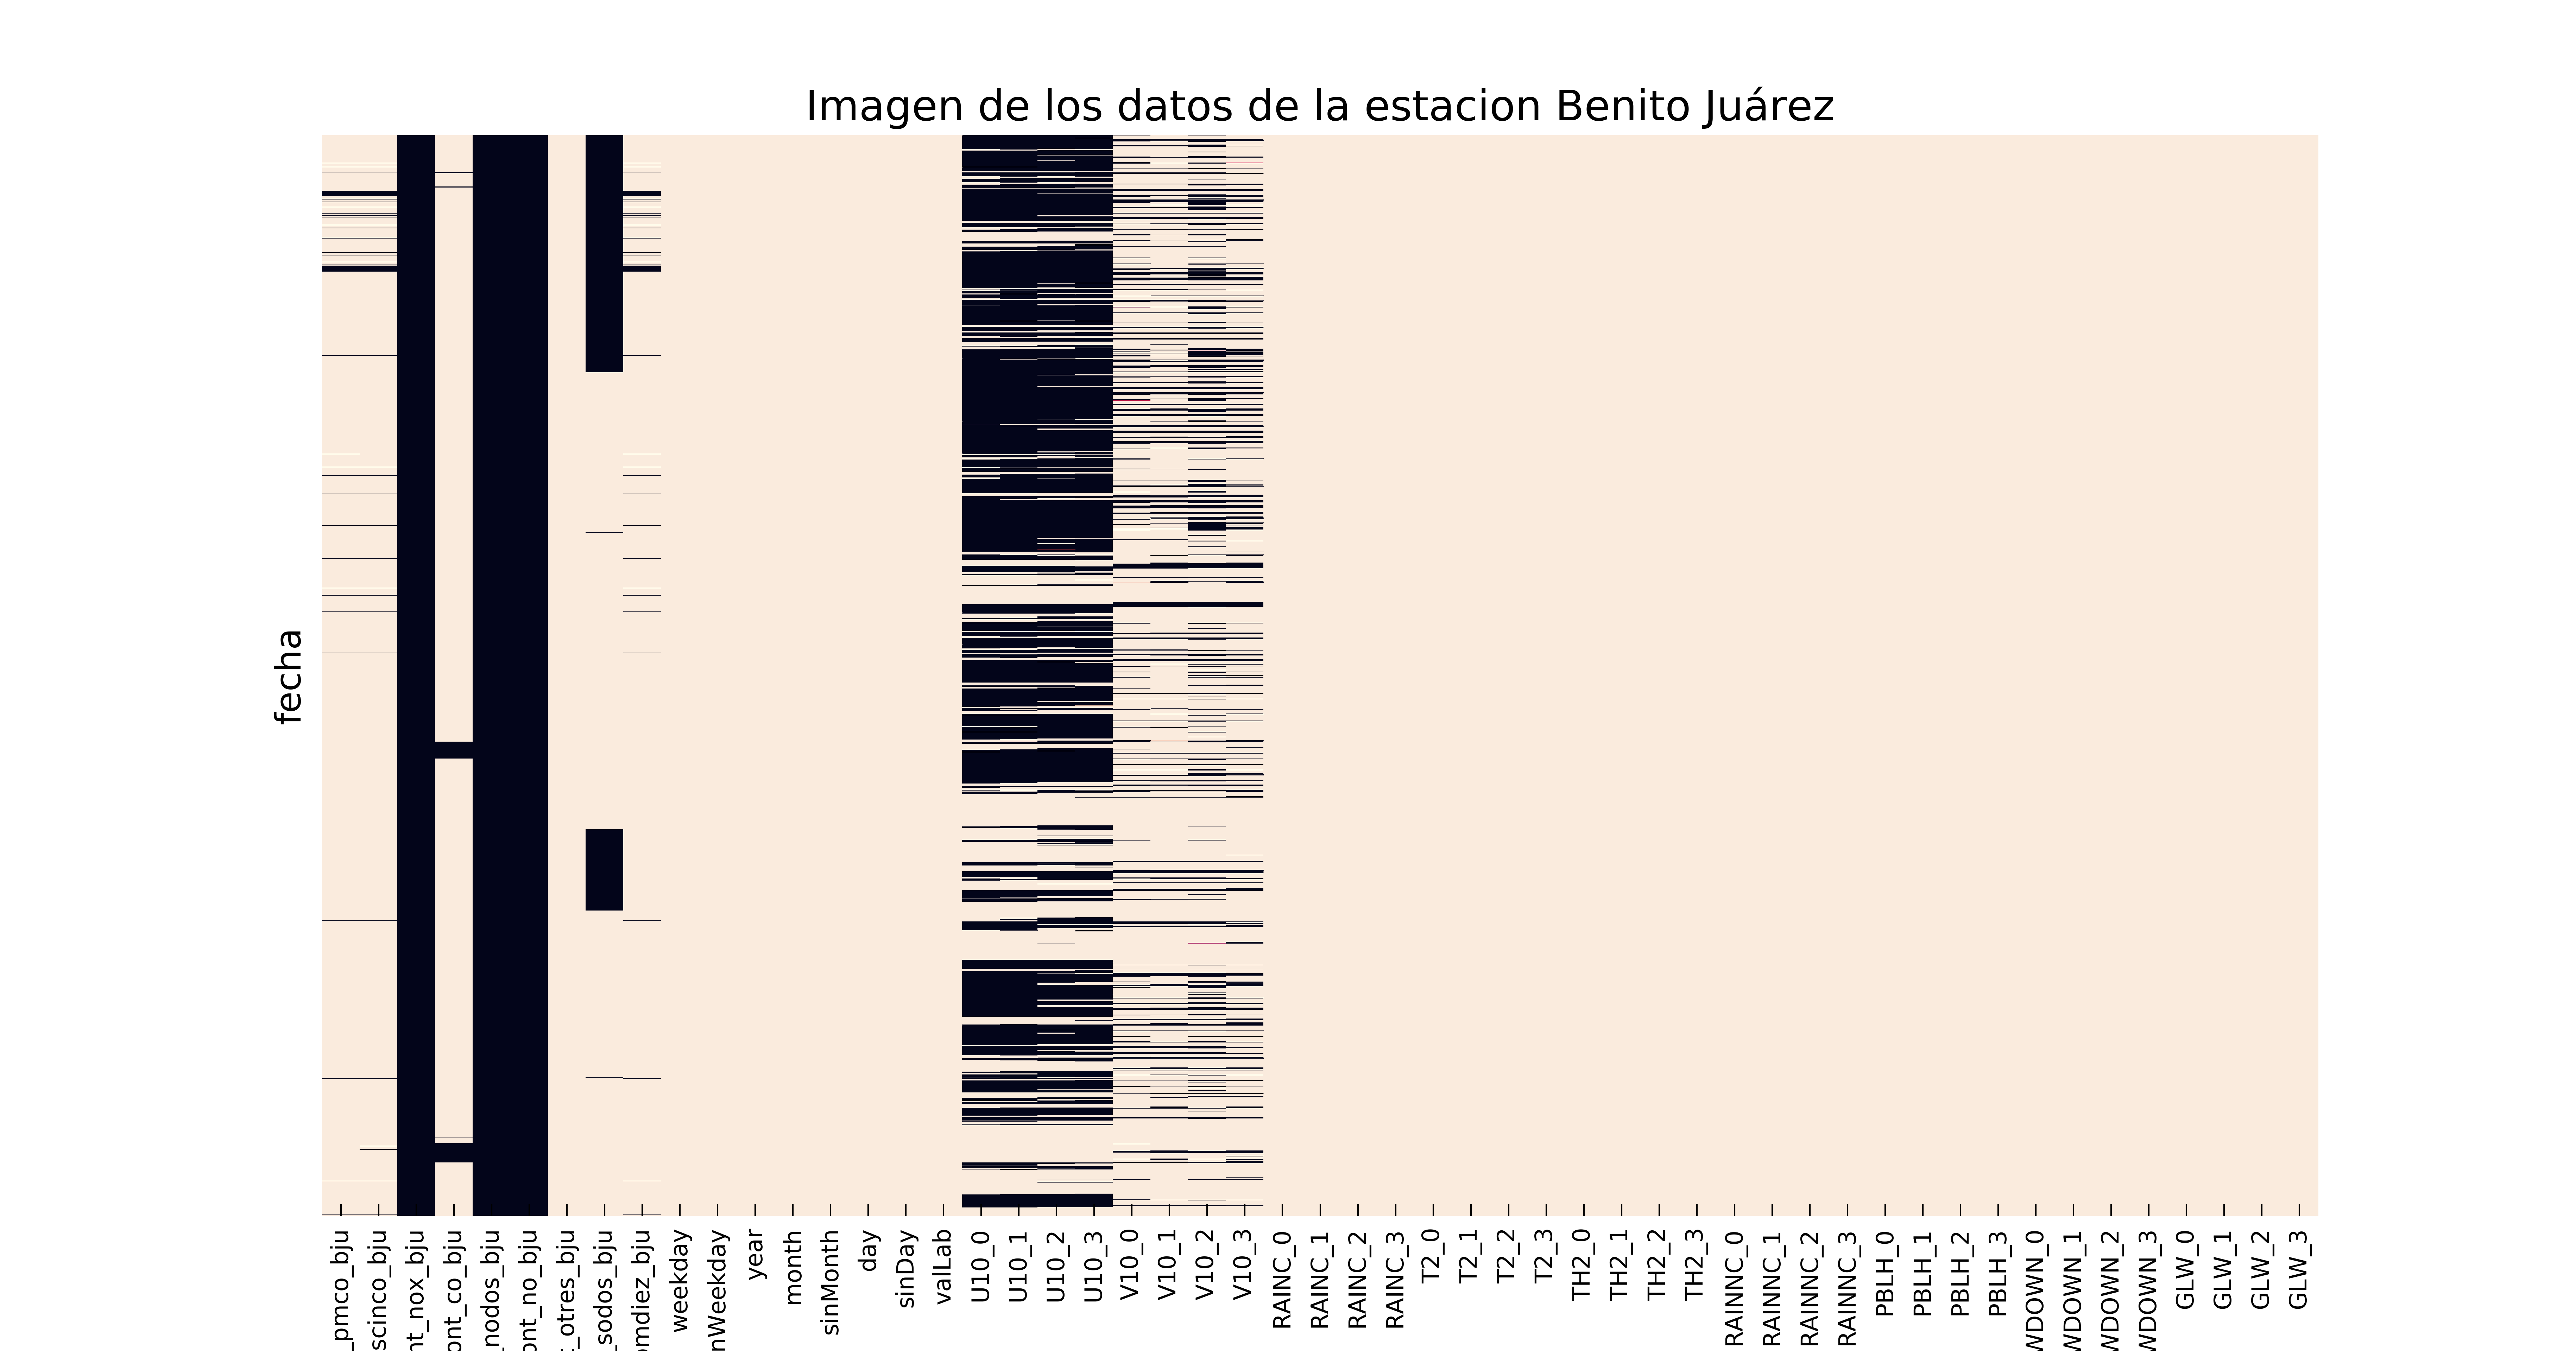 Imagen de los datos de la estacion Benito Juárez
fecha
_pmco_bju
scinco_bju
nt_nox_bju
ont_co_bju
_nodos_bju
ont_no_bju
_otres_bju
_sodos_bju
mdiez_bju
weekday
nWeekday
year
month
sinMonth
day
sinDay
valLab
U10_0
U10_1
U10_2
U10_3
V10_0
V10_1
V10_2
V10_3
RAINC_0
RAINC_1
RAINC_2
RAINC_3
T2_0
T2_1
T2_2
T2_3
TH2_0
TH2_1
TH2_2
TH2_3
RAINNC_0
RAINNC_1
RAINNC_2
RAINNC_3
PBLH_0
PBLH_1
PBLH_2
PBLH_3
WDOWN_0
WDOWN_1
WDOWN_2
WDOWN_3
GLW_0
GLW_1
GLW_2
GLW_3